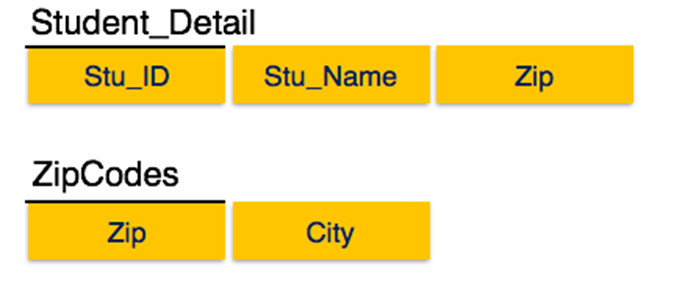 Student_Detail
Stu_ID Stu_Name Zip
ZipCodes
Zip City